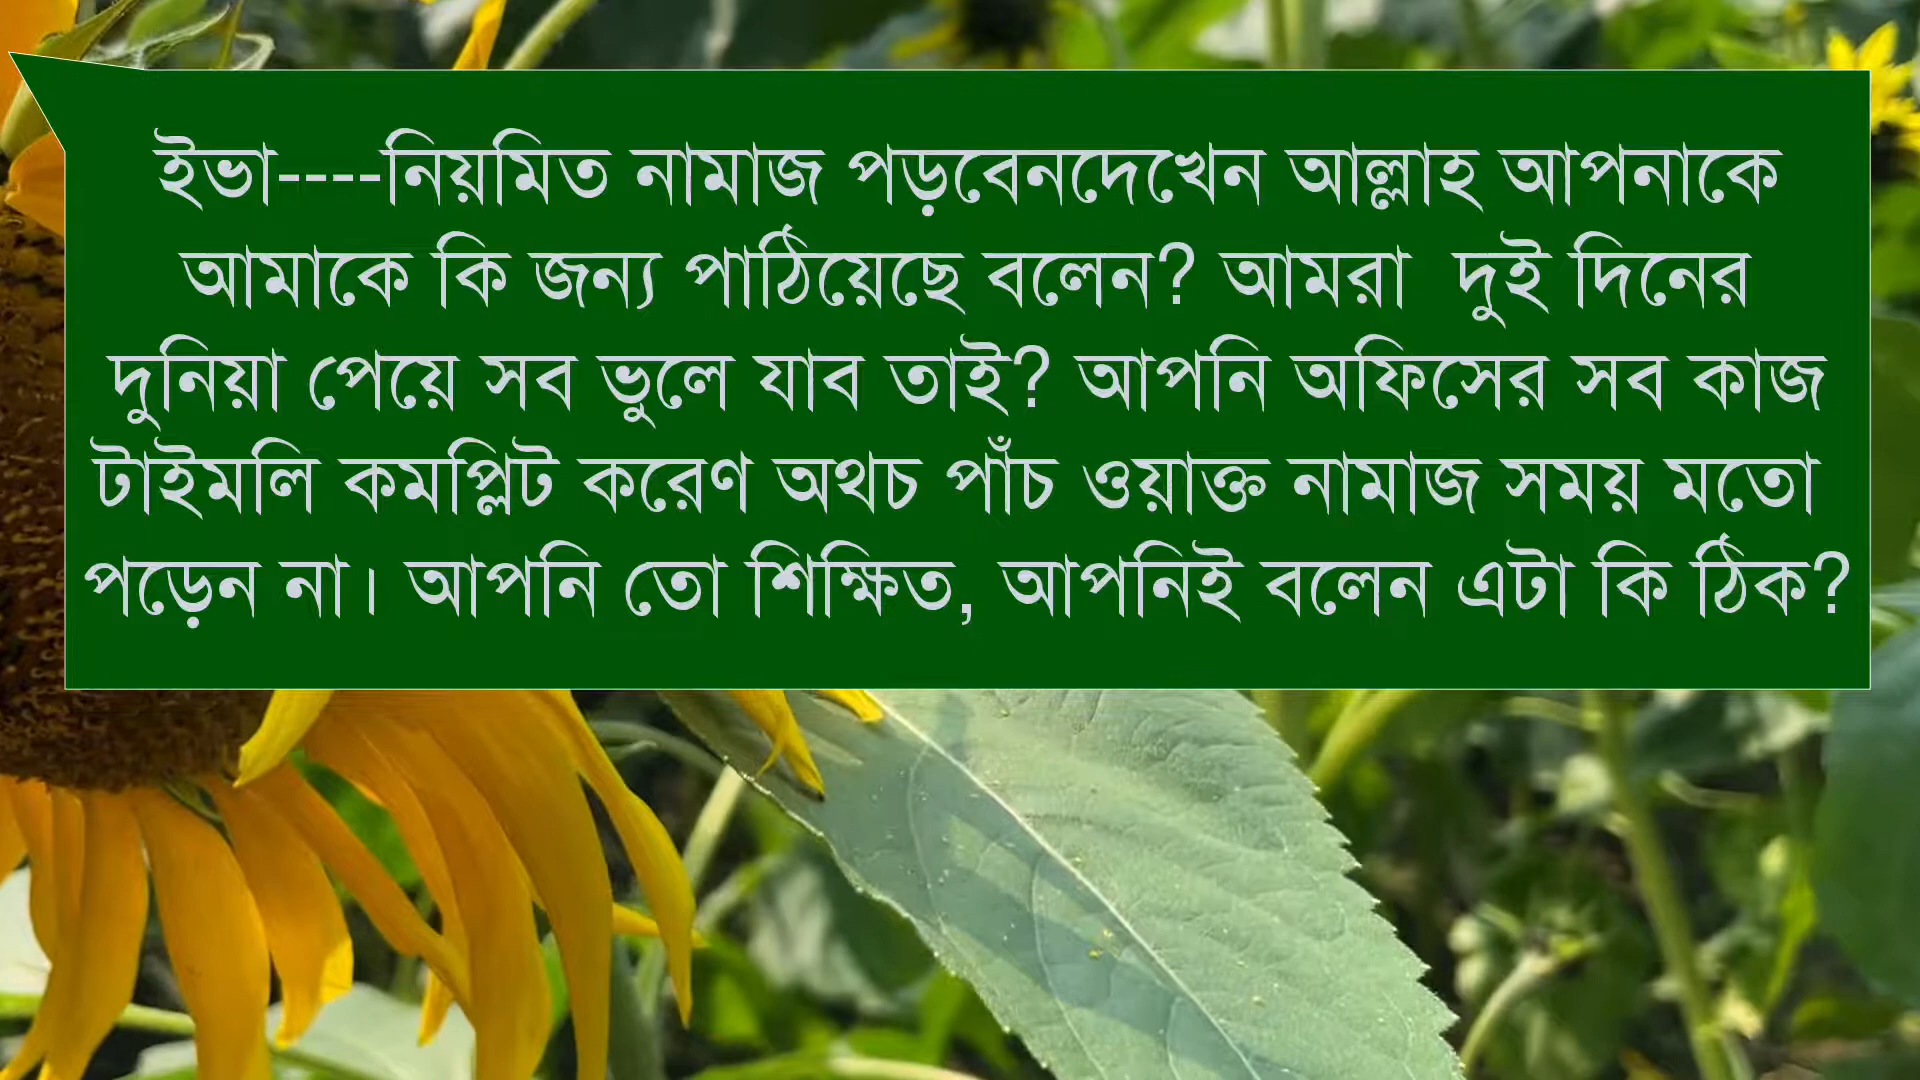 ইভা----নিয়মিত নামাজ পড়বেনদেখেন আল্লাহ আপনাকে
আমাকে কি জন্য পাঠিয়েছে বলেন? আমরা  দুই দিনের
দুনিয়া পেয়ে সব ভুলে যাব তাই? আপনি অফিসের সব কাজ
টাইমলি কমপ্লিট করেণ অথচ পাঁচ ওয়াক্ত নামাজ সময় মতো
পড়েন না। আপনি তো শিক্ষিত, আপনিই বলেন এটা কি ঠিক?